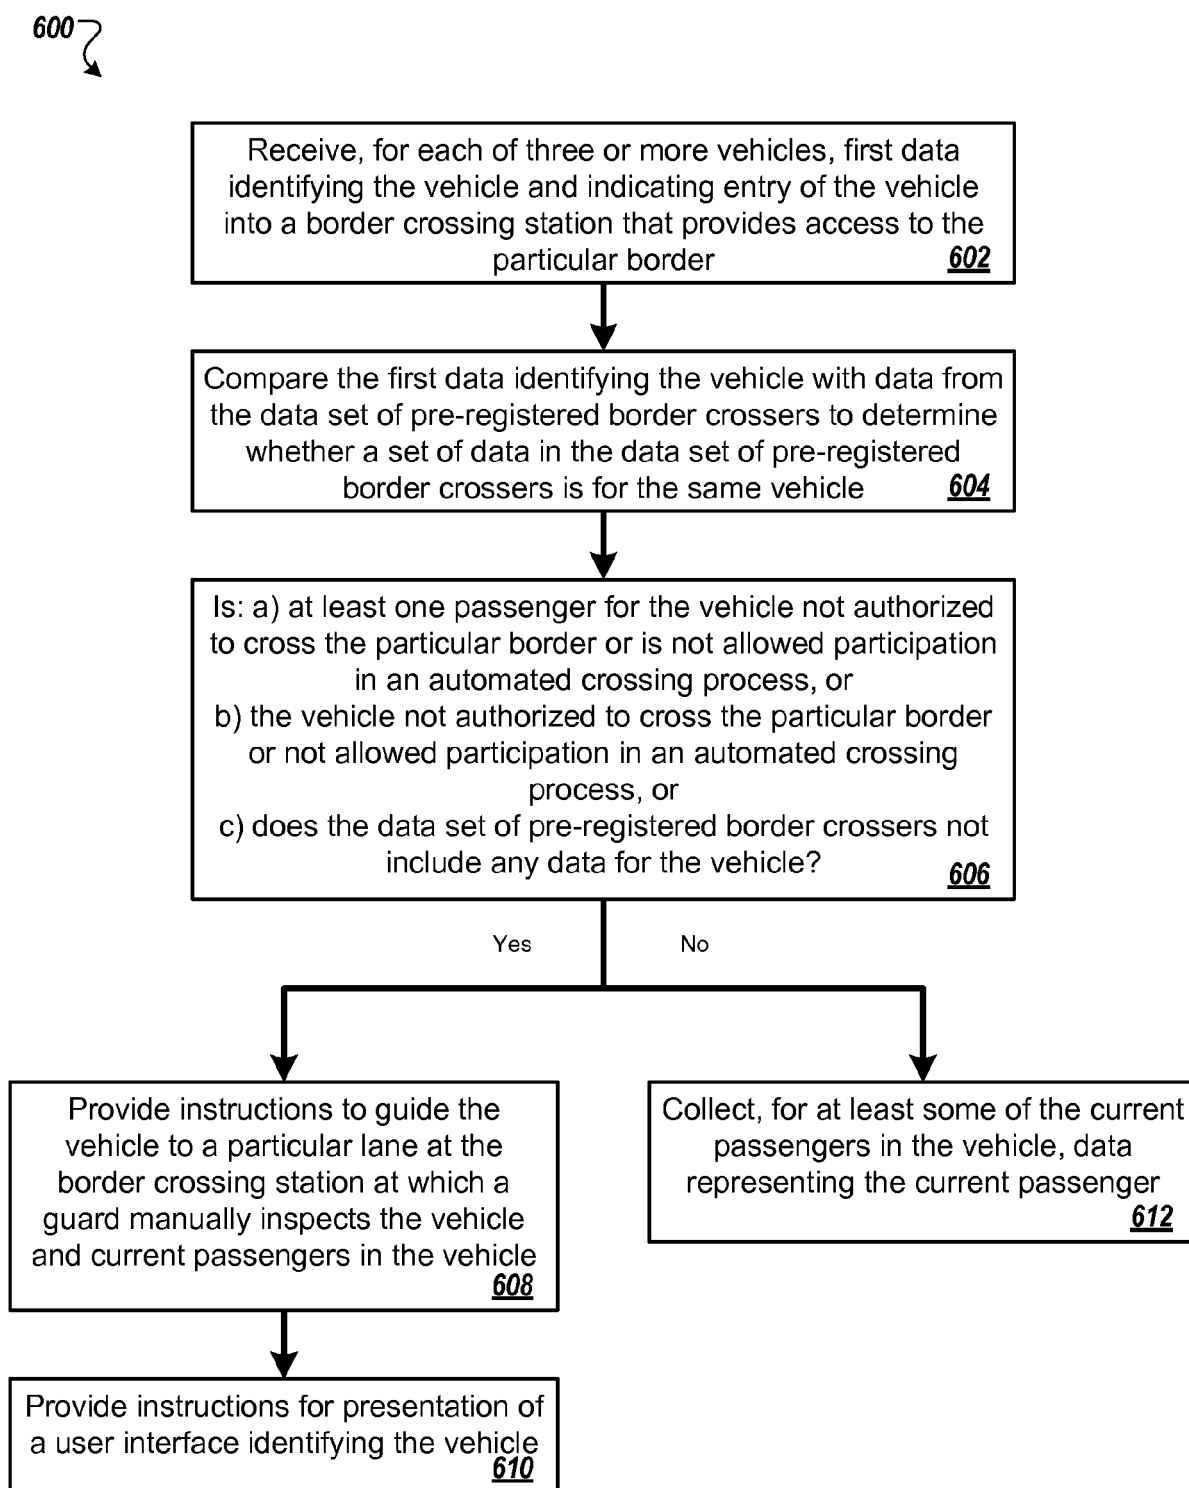 600
Receive, for each of three or more vehicles, first data
identifying the vehicle and indicating entry of the vehicle
into a border crossing station that provides access to the
particular border
602
Compare the first data identifying the vehicle with data from
the data set of pre-registered border crossers to determine
whether a set of data in the data set of pre-registered
border crossers is for the same vehicle
604
Is: a) at least one passenger for the vehicle not authorized
to cross the particular border or is not allowed participation
in an automated crossing process, or
b) the vehicle not authorized to cross the particular border
or not allowed participation in an automated crossing
process, or
c) does the data set of pre-registered border crossers not
include any data for the vehicle?
606
Yes
No
Provide instructions to guide the
vehicle to a particular lane at the
border crossing station at which a
guard manually inspects the vehicle
and current passengers in the vehicle
608
Collect, for at least some of the current
passengers in the vehicle, data
representing the current passenger
612
Provide instructions for presentation of
a user interface identifying the vehicle
610